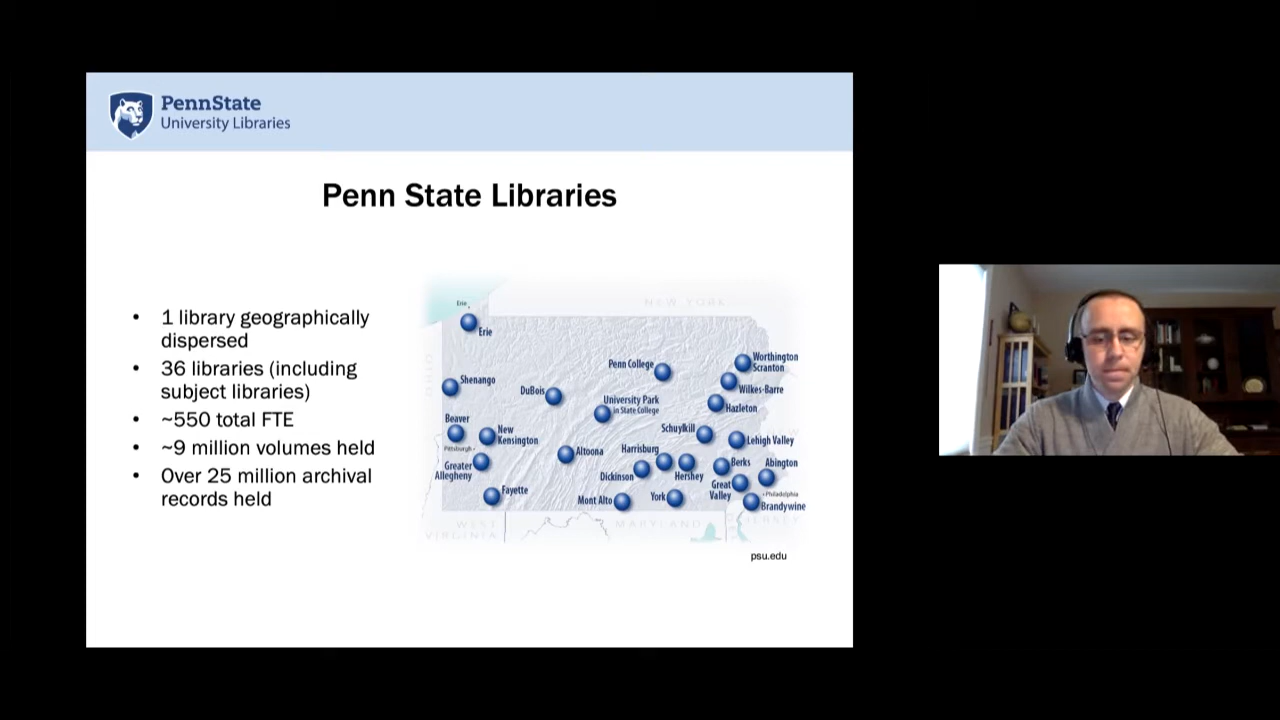 PennState
University Libraries
Penn State Libraries
• 1 library geographically
dispersed
• 36 libraries (including
subject libraries)
• ~550 total FTE
• ~9 million volumes held
• Over 25 million archival
records held
NEW YORK
Erie
Erie
Worthington
Scranton
Penn College
Shenango
DuBois
Wilkes-Barre
University Park
in State College
Hazleton
Beaver
New
Kensington
Schuylkill
Lehigh Valley
Pittsburgh
Altoona
Harrisburg
Greater
Allegheny
Dickinson
Hershey
Berks
Abington
Great
Valley
Fayette
Mont Alto
York
Philadelphia
Brandywine
WEST
VIRGINIA
MARYLAND
psu.edu